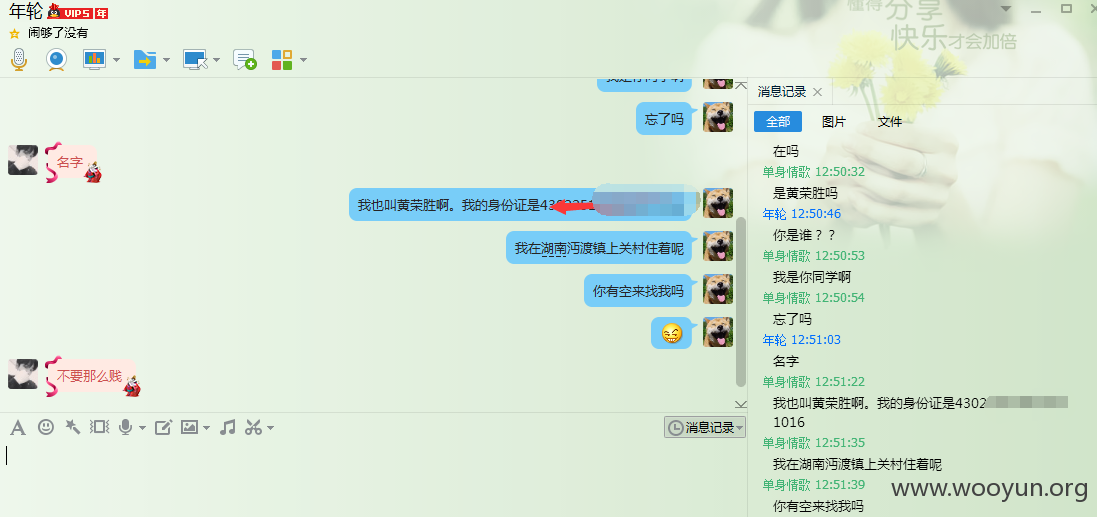 年轮 VIP5 年
闹够了没有
懂得 分享
快乐 才会加倍
忘了吗
名字
我也叫黄荣胜啊。我的身份证是4302251
我在湖南沔渡镇上关村住着呢
你有空来找我吗
不要那么贱
消息记录
消息记录
全部 图片 文件
在吗
单身情歌 12:50:32
是黄荣胜吗
年轮 12:50:46
你是谁？？
单身情歌 12:50:53
我是你同学啊
单身情歌 12:50:54
忘了吗
年轮 12:51:03
名字
单身情歌 12:51:22
我也叫黄荣胜啊。我的身份证是4302
1016
单身情歌 12:51:35
我在湖南沔渡镇上关村住着呢
单身情歌 12:51:39
你有空来找我吗
www.wooyun.org